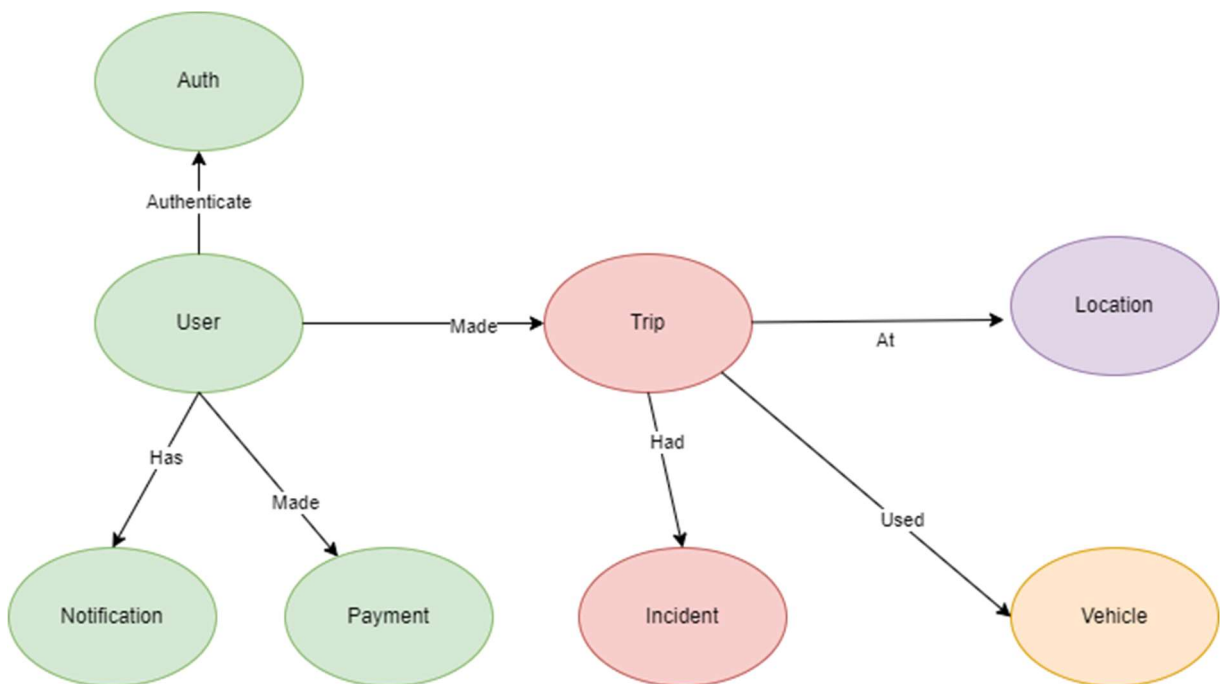 Auth
Authenticate
User
Made
Trip
At
Location
Has
Made
Had
Used
Notification
Payment
Incident
Vehicle